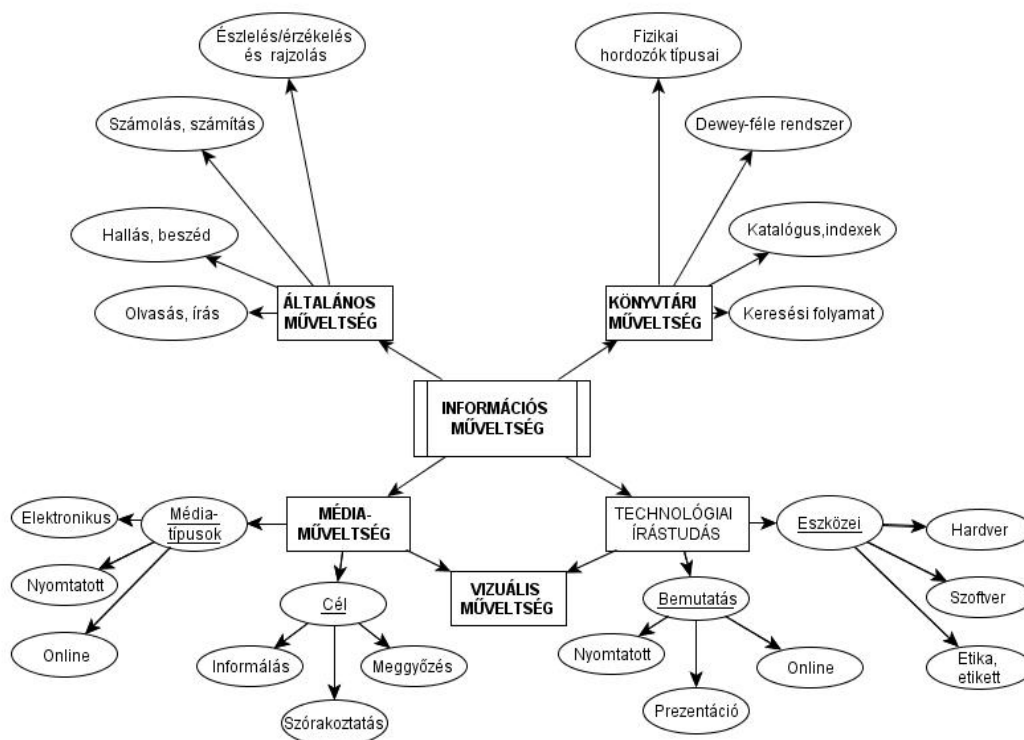 Észlelés/érzékelés
és rajzolás
Fizikai
hordozók típusai
Számolás, számítás
Dewey-féle rendszer
Hallás, beszéd
Katalógus,indexek
Olvasás, írás
ÁLTALÁNOS
MŰVELTSÉG
KÖNYVTÁRI
MŰVELTSÉG
Keresési folyamat
INFORMÁCIÓS
MŰVELTSÉG
Elektronikus
Média-
típusok
MÉDIA-
MŰVELTSÉG
TECHNOLÓGIAI
ÍRÁSTUDÁS
Eszközei
Hardver
Nyomtatott
Cél
VIZUÁLIS
MŰVELTSÉG
Bemutatás
Szoftver
Online
Informálás
Meggyőzés
Nyomtatott
Online
Etika,
etikett
Szórakoztatás
Prezentáció